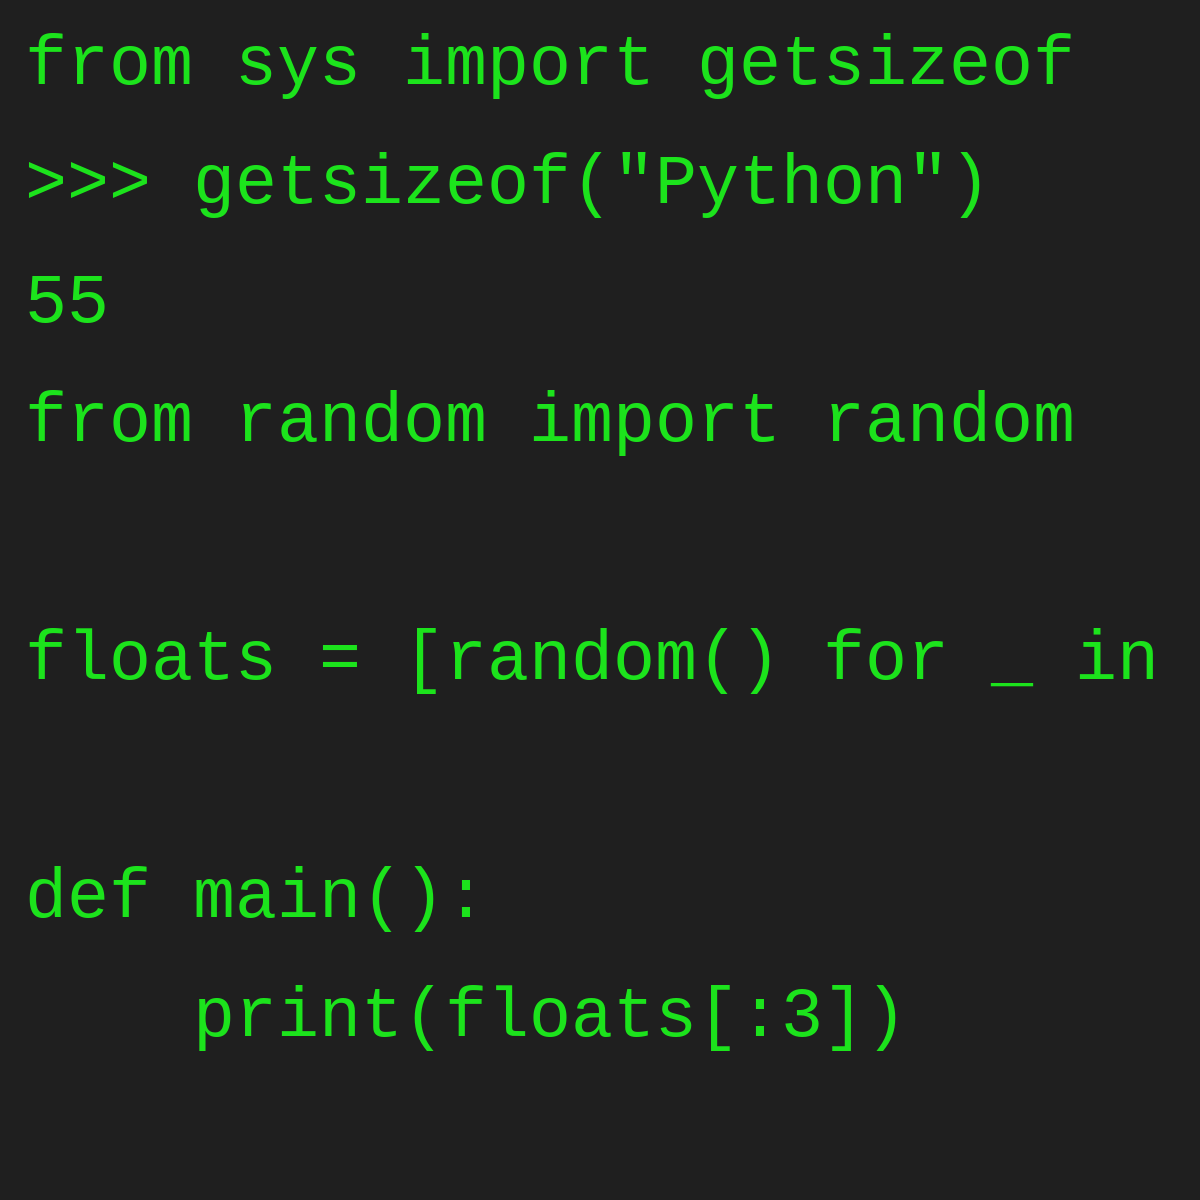 from sys import getsizeof
>>> getsizeof("Python")
55
from random import random
floats = [random() for _ in
def main():
    print(floats[:3])